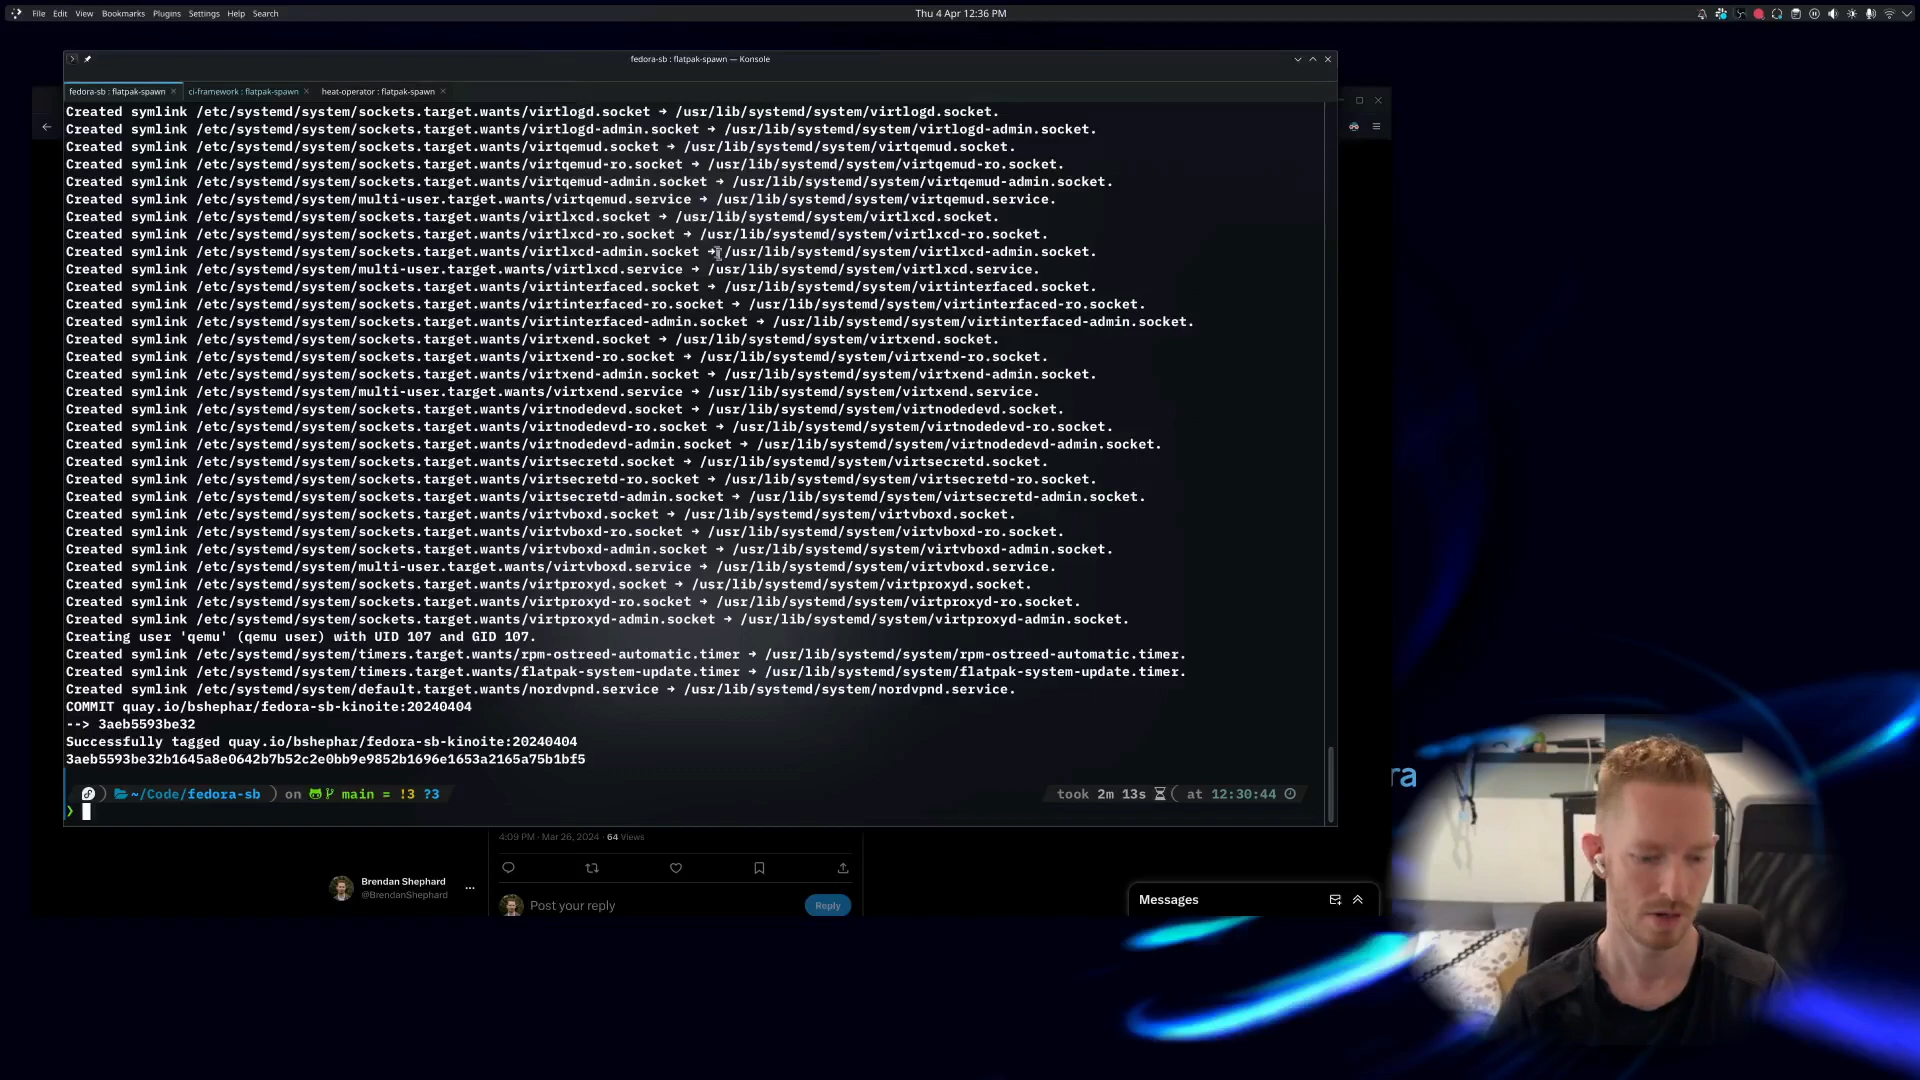 File Edit View Bookmarks Plugins Settings Help Search
Thu 4 Apr 12:36 PM
fedora-sb : flatpak-spawn — Konsole
fedora-sb : flatpak-spawn × ci-framework : flatpak-spawn × heat-operator : flatpak-spawn ×
Created symlink /etc/systemd/system/sockets.target.wants/virtlogd.socket → /usr/lib/systemd/system/virtlogd.socket.
Created symlink /etc/systemd/system/sockets.target.wants/virtlogd-admin.socket → /usr/lib/systemd/system/virtlogd-admin.socket.
Created symlink /etc/systemd/system/sockets.target.wants/virtqemud.socket → /usr/lib/systemd/system/virtqemud.socket.
Created symlink /etc/systemd/system/sockets.target.wants/virtqemud-ro.socket → /usr/lib/systemd/system/virtqemud-ro.socket.
Created symlink /etc/systemd/system/sockets.target.wants/virtqemud-admin.socket → /usr/lib/systemd/system/virtqemud-admin.socket.
Created symlink /etc/systemd/system/multi-user.target.wants/virtqemud.service → /usr/lib/systemd/system/virtqemud.service.
Created symlink /etc/systemd/system/sockets.target.wants/virtlxcd.socket → /usr/lib/systemd/system/virtlxcd.socket.
Created symlink /etc/systemd/system/sockets.target.wants/virtlxcd-ro.socket → /usr/lib/systemd/system/virtlxcd-ro.socket.
Created symlink /etc/systemd/system/sockets.target.wants/virtlxcd-admin.socket → /usr/lib/systemd/system/virtlxcd-admin.socket.
Created symlink /etc/systemd/system/multi-user.target.wants/virtlxcd.service → /usr/lib/systemd/system/virtlxcd.service.
Created symlink /etc/systemd/system/sockets.target.wants/virtinterfaced.socket → /usr/lib/systemd/system/virtinterfaced.socket.
Created symlink /etc/systemd/system/sockets.target.wants/virtinterfaced-ro.socket → /usr/lib/systemd/system/virtinterfaced-ro.socket.
Created symlink /etc/systemd/system/sockets.target.wants/virtinterfaced-admin.socket → /usr/lib/systemd/system/virtinterfaced-admin.socket.
Created symlink /etc/systemd/system/sockets.target.wants/virtxend.socket → /usr/lib/systemd/system/virtxend.socket.
Created symlink /etc/systemd/system/sockets.target.wants/virtxend-ro.socket → /usr/lib/systemd/system/virtxend-ro.socket.
Created symlink /etc/systemd/system/sockets.target.wants/virtxend-admin.socket → /usr/lib/systemd/system/virtxend-admin.socket.
Created symlink /etc/systemd/system/multi-user.target.wants/virtxend.service → /usr/lib/systemd/system/virtxend.service.
Created symlink /etc/systemd/system/sockets.target.wants/virtnodedevd.socket → /usr/lib/systemd/system/virtnodedevd.socket.
Created symlink /etc/systemd/system/sockets.target.wants/virtnodedevd-ro.socket → /usr/lib/systemd/system/virtnodedevd-ro.socket.
Created symlink /etc/systemd/system/sockets.target.wants/virtnodedevd-admin.socket → /usr/lib/systemd/system/virtnodedevd-admin.socket.
Created symlink /etc/systemd/system/sockets.target.wants/virtsecretd.socket → /usr/lib/systemd/system/virtsecretd.socket.
Created symlink /etc/systemd/system/sockets.target.wants/virtsecretd-ro.socket → /usr/lib/systemd/system/virtsecretd-ro.socket.
Created symlink /etc/systemd/system/sockets.target.wants/virtsecretd-admin.socket → /usr/lib/systemd/system/virtsecretd-admin.socket.
Created symlink /etc/systemd/system/sockets.target.wants/virtvboxd.socket → /usr/lib/systemd/system/virtvboxd.socket.
Created symlink /etc/systemd/system/sockets.target.wants/virtvboxd-ro.socket → /usr/lib/systemd/system/virtvboxd-ro.socket.
Created symlink /etc/systemd/system/sockets.target.wants/virtvboxd-admin.socket → /usr/lib/systemd/system/virtvboxd-admin.socket.
Created symlink /etc/systemd/system/multi-user.target.wants/virtvboxd.service → /usr/lib/systemd/system/virtvboxd.service.
Created symlink /etc/systemd/system/sockets.target.wants/virtproxyd.socket → /usr/lib/systemd/system/virtproxyd.socket.
Created symlink /etc/systemd/system/sockets.target.wants/virtproxyd-ro.socket → /usr/lib/systemd/system/virtproxyd-ro.socket.
Created symlink /etc/systemd/system/sockets.target.wants/virtproxyd-admin.socket → /usr/lib/systemd/system/virtproxyd-admin.socket.
Creating user 'qemu' (qemu user) with UID 107 and GID 107.
Created symlink /etc/systemd/system/timers.target.wants/rpm-ostreed-automatic.timer → /usr/lib/systemd/system/rpm-ostreed-automatic.timer.
Created symlink /etc/systemd/system/timers.target.wants/flatpak-system-update.timer → /usr/lib/systemd/system/flatpak-system-update.timer.
Created symlink /etc/systemd/system/default.target.wants/nordvpnd.service → /usr/lib/systemd/system/nordvpnd.service.
COMMIT quay.io/bshephar/fedora-sb-kinoite:20240404
--> 3aeb5593be32
Successfully tagged quay.io/bshephar/fedora-sb-kinoite:20240404
3aeb5593be32b1645a8e0642b7b52c2e0bb9e9852b1696e1653a2165a75b1bf5
) ~/Code/fedora-sb ) on main = !3 ?3 took 2m 13s ( at 12:30:44
❯
ra
4:09 PM · Mar 26, 2024 · 64 Views
Brendan Shephard
@BrendanShephard
Post your reply
Reply
Messages